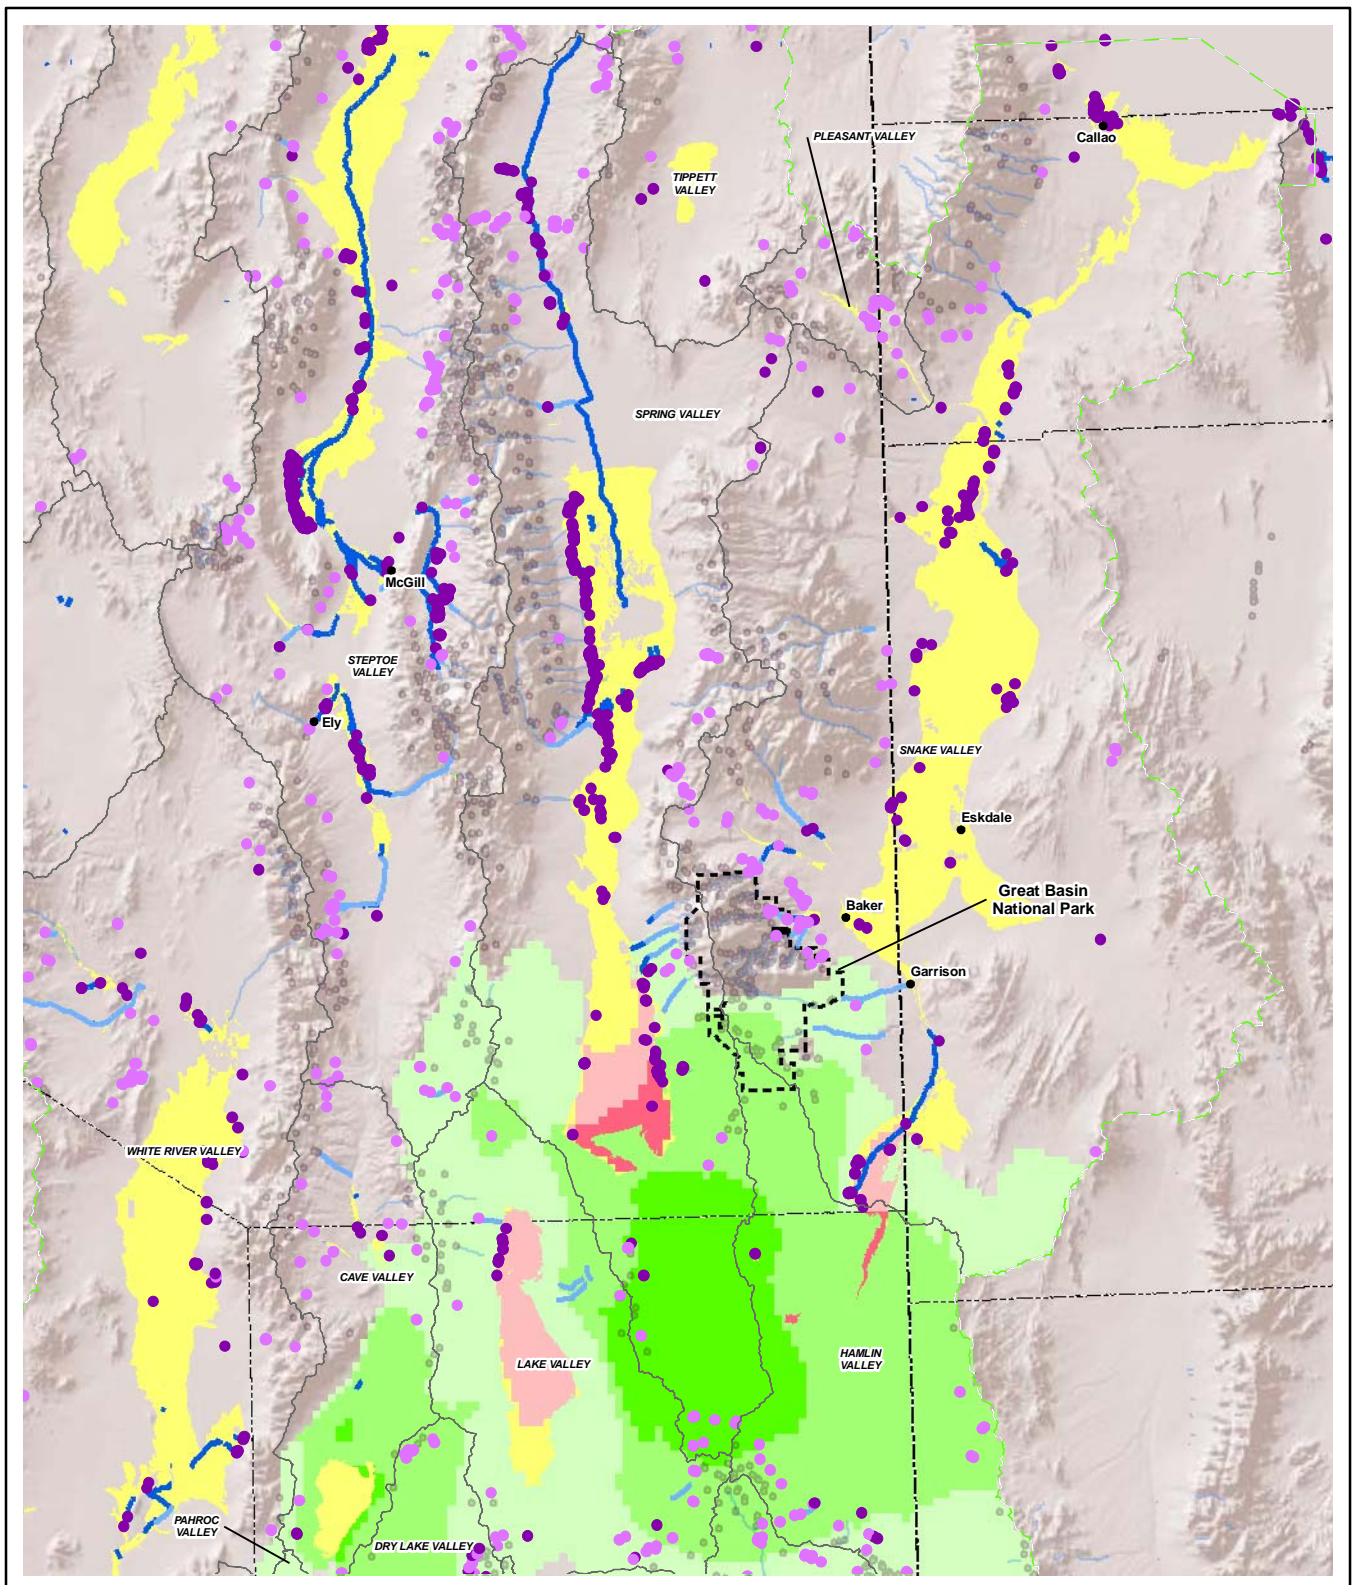 Callao
PLEASANT VALLEY
TIPPETT
VALLEY
SPRING VALLEY
McGill
STEPTOE
VALLEY
Ely
SNAKE VALLEY
Eskdale
Great Basin
National Park
Baker
Garrison
WHITE RIVER VALLEY
CAVE VALLEY
LAKE VALLEY
HAMLIN
VALLEY
PAHROC
VALLEY
DRY LAKE VALLEY